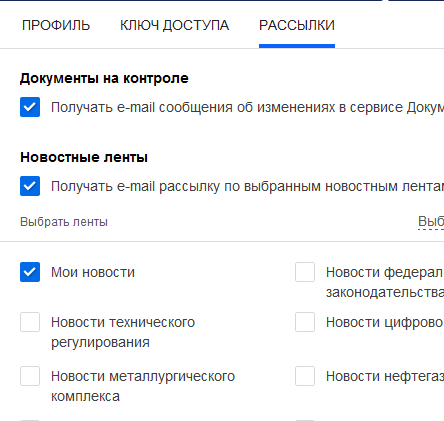 ПРОФИЛЬ КЛЮЧ ДОСТУПА РАССЫЛКИ
Документы на контроле
Получать e-mail сообщения об изменениях в сервисе Докум
Новостные ленты
Получать e-mail рассылку по выбранным новостным лентам
Выбрать ленты Выб
Мои новости
Новости федерал
законодательства
Новости технического
регулирования
Новости цифрово
Новости металлургического
комплекса
Новости нефтегаз